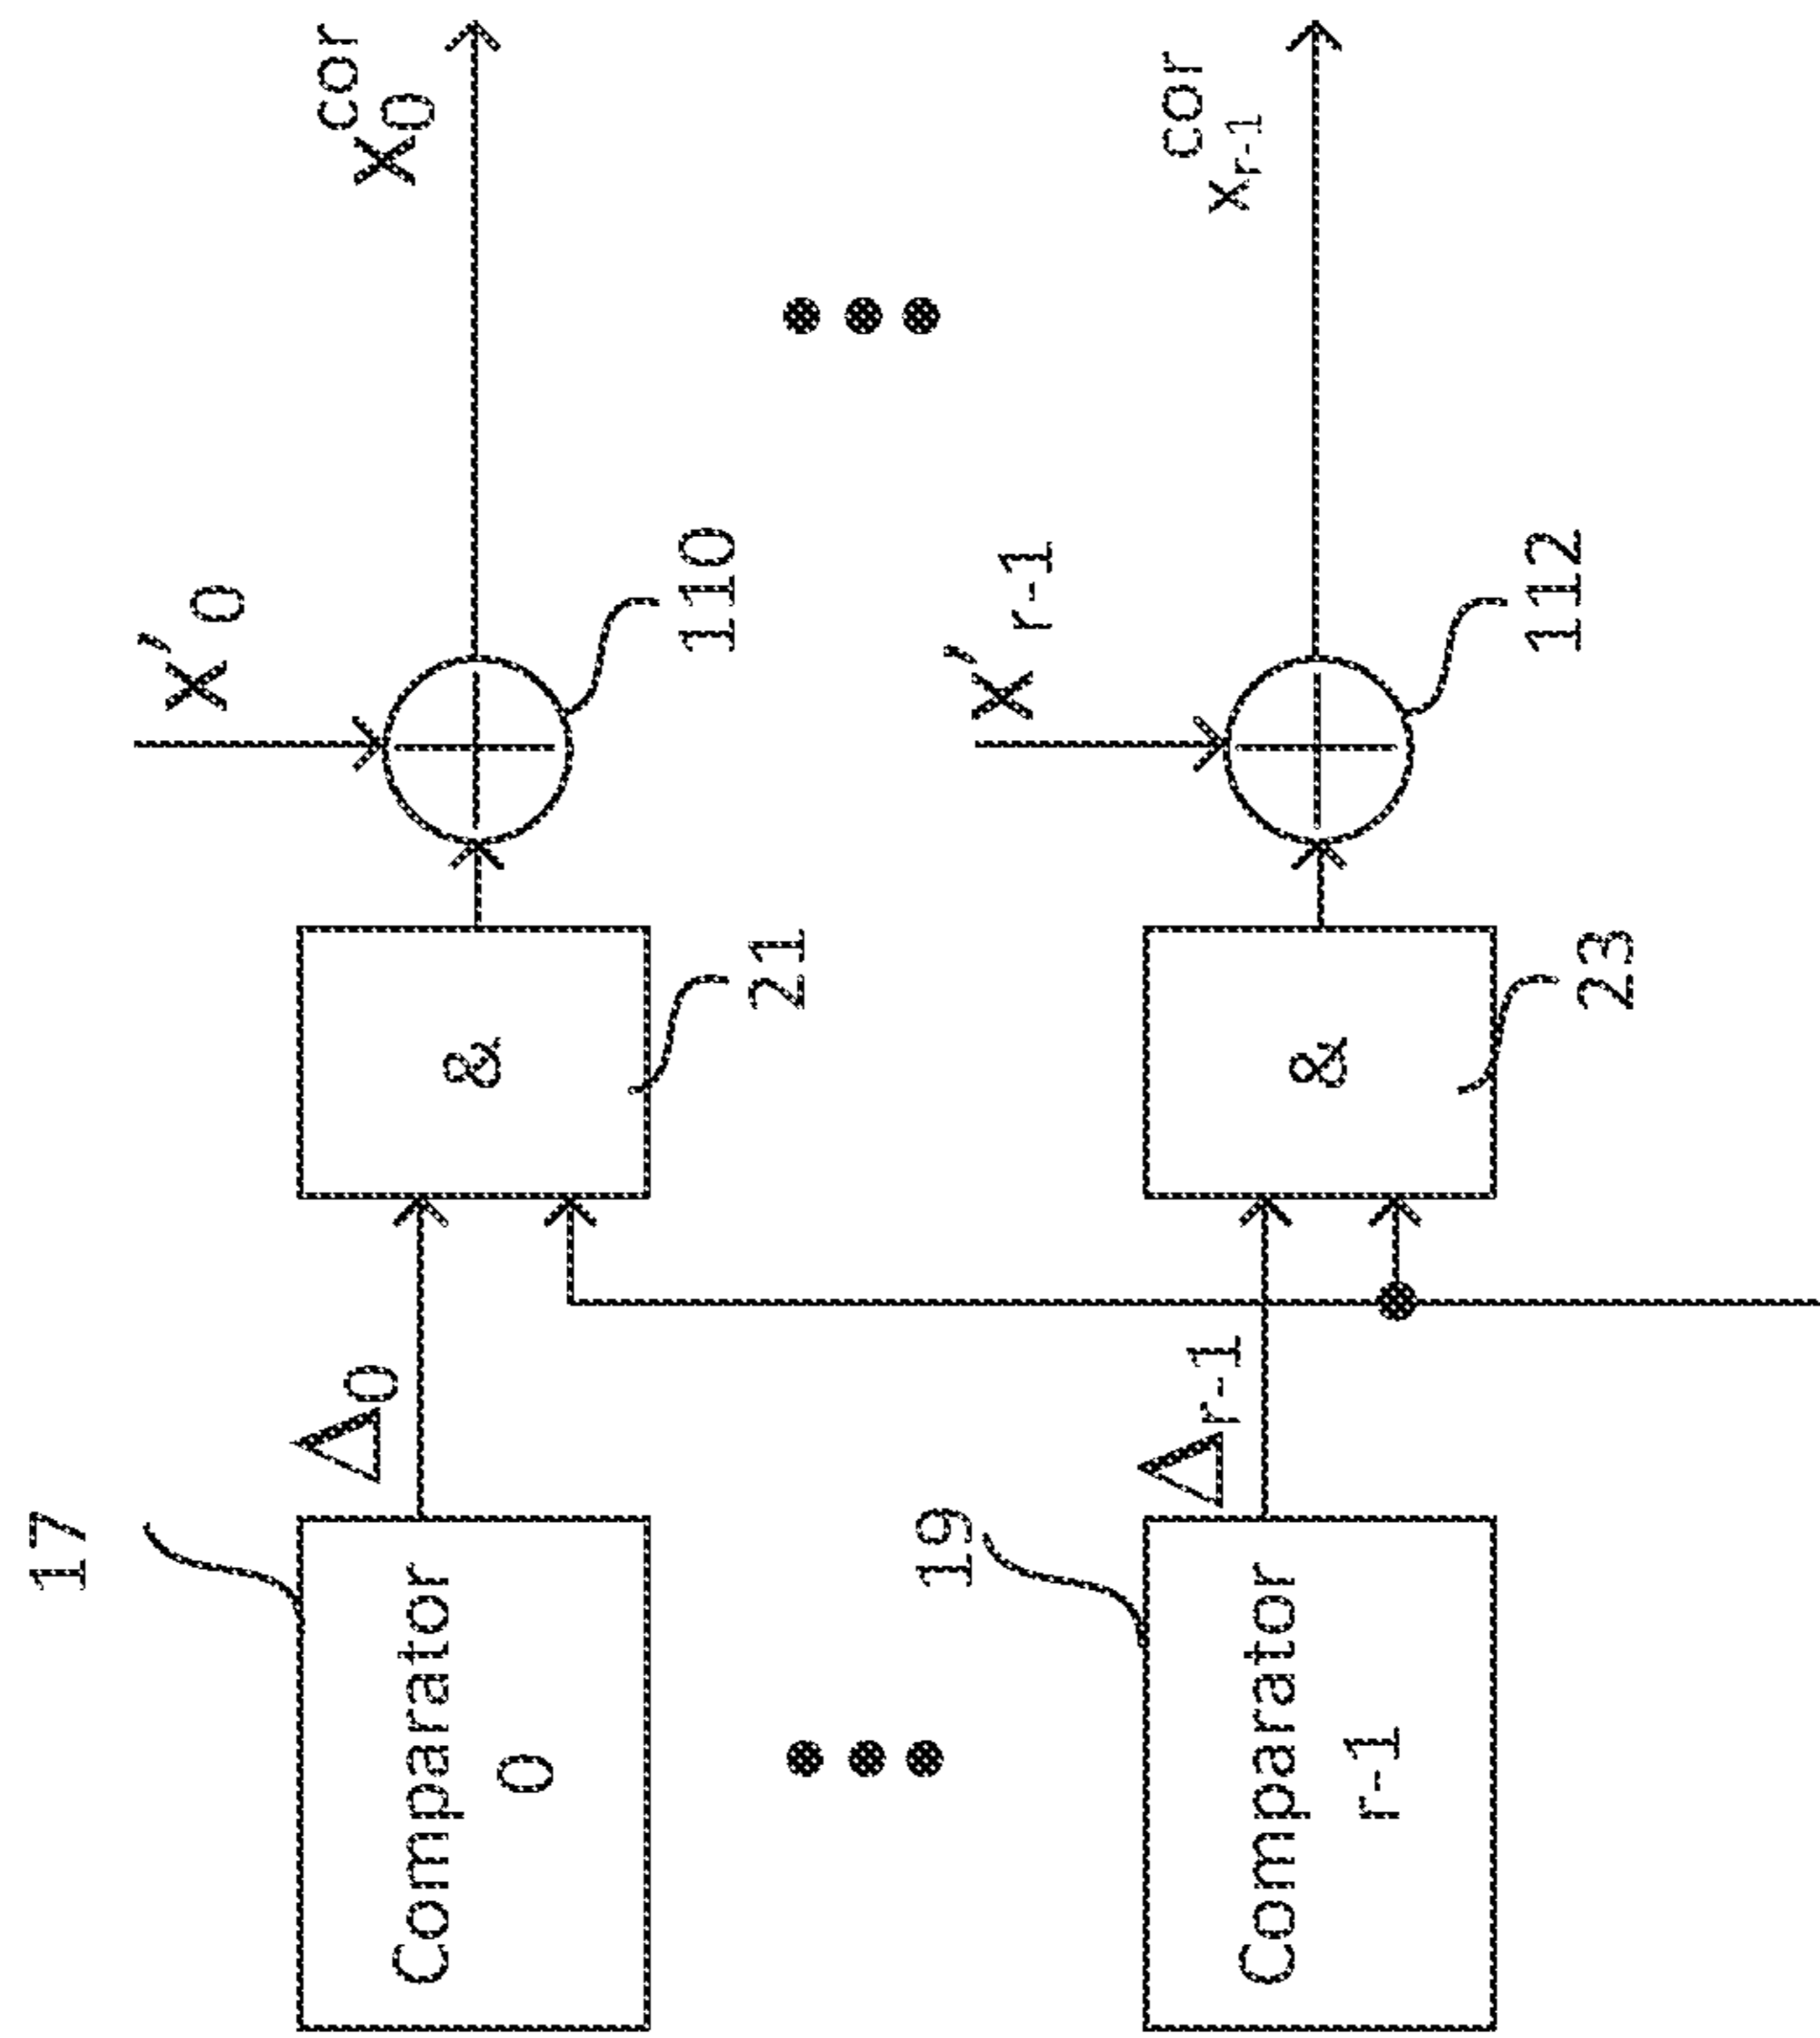 17
Comparator
0
Δ0
&
21
x'0
110
x0cor
19
Comparator
r-1
Δr-1
&
23
x'r-1
112
xr-1cor